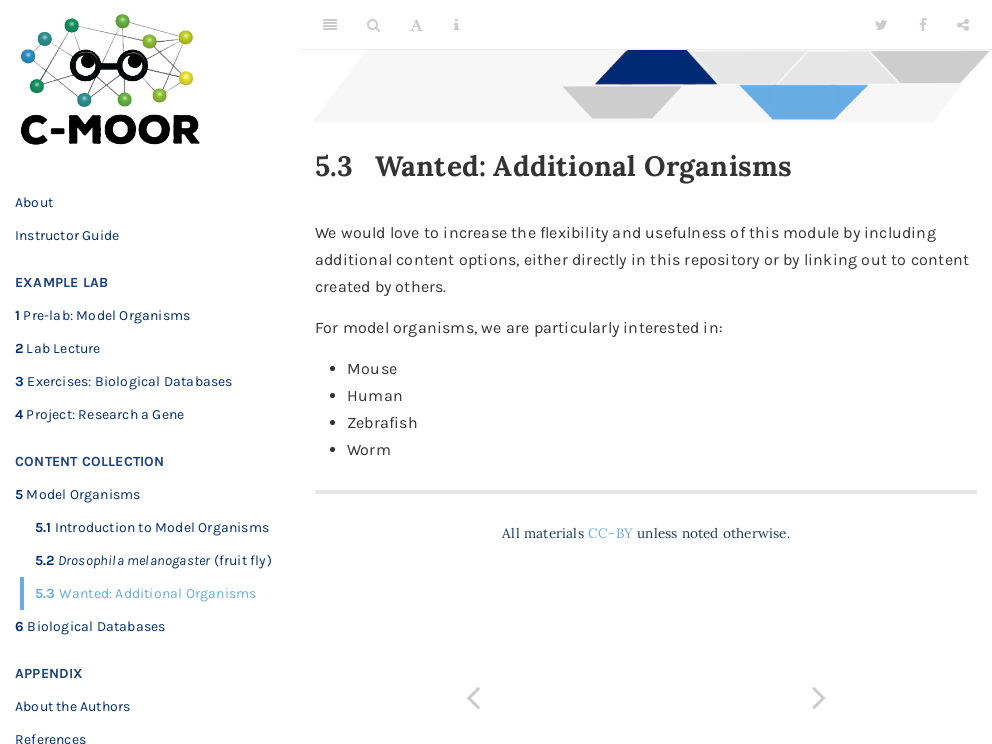 C-MOOR
About
Instructor Guide
EXAMPLE LAB
1 Pre-lab: Model Organisms
2 Lab Lecture
3 Exercises: Biological Databases
4 Project: Research a Gene
CONTENT COLLECTION
5 Model Organisms
5.1 Introduction to Model Organisms
5.2 Drosophila melanogaster (fruit fly)
5.3 Wanted: Additional Organisms
6 Biological Databases
APPENDIX
About the Authors
References
A
5.3 Wanted: Additional Organisms
We would love to increase the flexibility and usefulness of this module by including
additional content options, either directly in this repository or by linking out to content
created by others.
For model organisms, we are particularly interested in:
• Mouse
• Human
• Zebrafish
• Worm
All materials CC-BY unless noted otherwise.